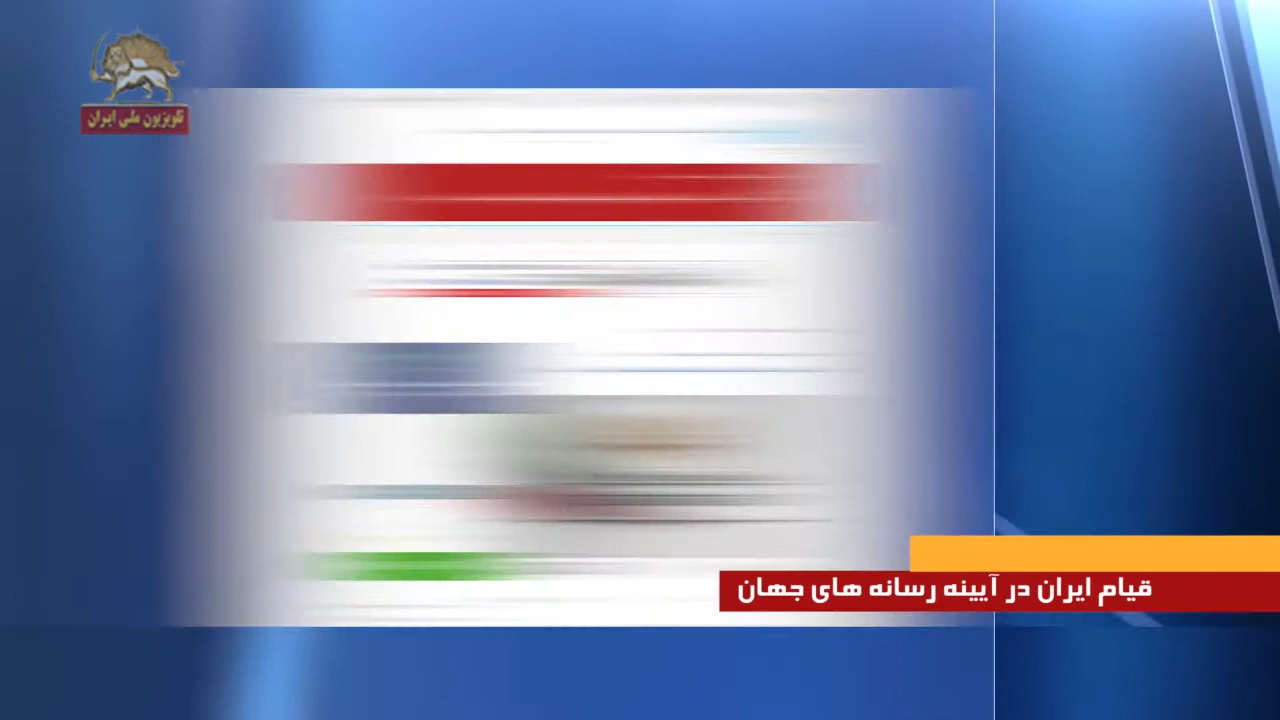 تلویزیون ملی ایران
قیام ایران در آیینه رسانه های جهان